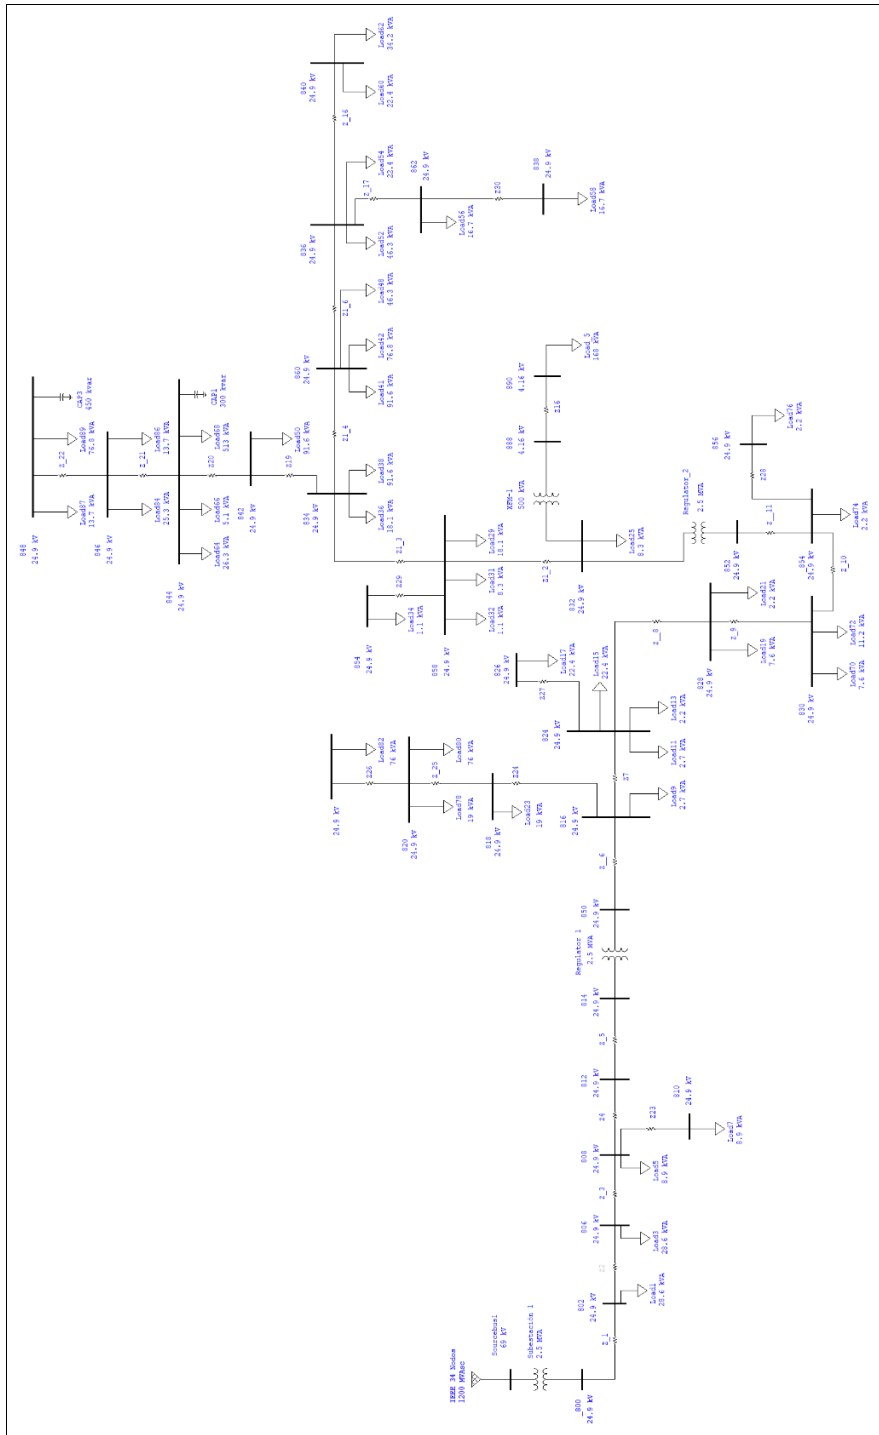 848
24.9 kV
Load87
13.7 kVA
Z_22
Load89
76.8 kVA
CAP3
450 kvar
846
24.9 kV
Load84
25.3 kVA
Z_21
Load86
13.7 kVA
844
24.9 kV
Load64
26.3 kVA
Load66
5.1 kVA
Z20
Load68
513 kVA
CAP1
300 kvar
842
24.9 kV
Z19
Load50
91.6 kVA
834
24.9 kV
Load36
18.1 kVA
Load38
91.6 kVA
Z1_4
860
24.9 kV
Load41
91.6 kVA
Load42
76.8 kVA
Load48
46.3 kVA
Z1_6
836
24.9 kV
Load52
46.3 kVA
Load54
22.4 kVA
Z_17
Z_16
840
24.9 kV
Load60
22.4 kVA
Load62
34.2 kVA
862
24.9 kV
Load56
16.7 kVA
Z30
838
24.9 kV
Load58
16.7 kVA
Z1_3
Z29
854
24.9 kV
Load34
1.1 kVA
858
24.9 kV
Load32
1.1 kVA
Load31
8.3 kVA
Load29
18.1 kVA
Z1_2
832
24.9 kV
Load25
8.3 kVA
XFM-1
500 kVA
888
4.16 kV
Z16
890
4.16 kV
Load_5
168 kVA
Regulator_2
2.5 MVA
852
24.9 kV
Z_11
854
24.9 kV
Load74
2.2 kVA
Z28
856
24.9 kV
Load76
2.2 kVA
Z_10
830
24.9 kV
Load70
7.6 kVA
Load72
11.2 kVA
Z_9
828
24.9 kV
Load19
7.6 kVA
Load21
2.2 kVA
Z_8
826
24.9 kV
Load17
22.4 kVA
Z27
Load15
22.4 kVA
824
24.9 kV
Load11
2.7 kVA
Load13
2.2 kVA
Z7
24.9 kV
Z26
Load82
76 kVA
820
24.9 kV
Load78
19 kVA
Z_25
Load80
76 kVA
818
24.9 kV
Load23
19 kVA
Z24
816
24.9 kV
Load9
2.7 kVA
Z_6
850
24.9 kV
Regulator 1
2.5 MVA
814
24.9 kV
Z_5
812
24.9 kV
Z4
808
24.9 kV
Load5
8.9 kVA
Z23
810
24.9 kV
Load7
8.9 kVA
Z_3
806
24.9 kV
Load3
28.6 kVA
Z2
802
24.9 kV
Load1
28.6 kVA
Z_1
IEEE 34 Nodos
1200 MVAsc
Sourcebus1
69 kV
Subestación 1
2.5 MVA
_800
24.9 kV